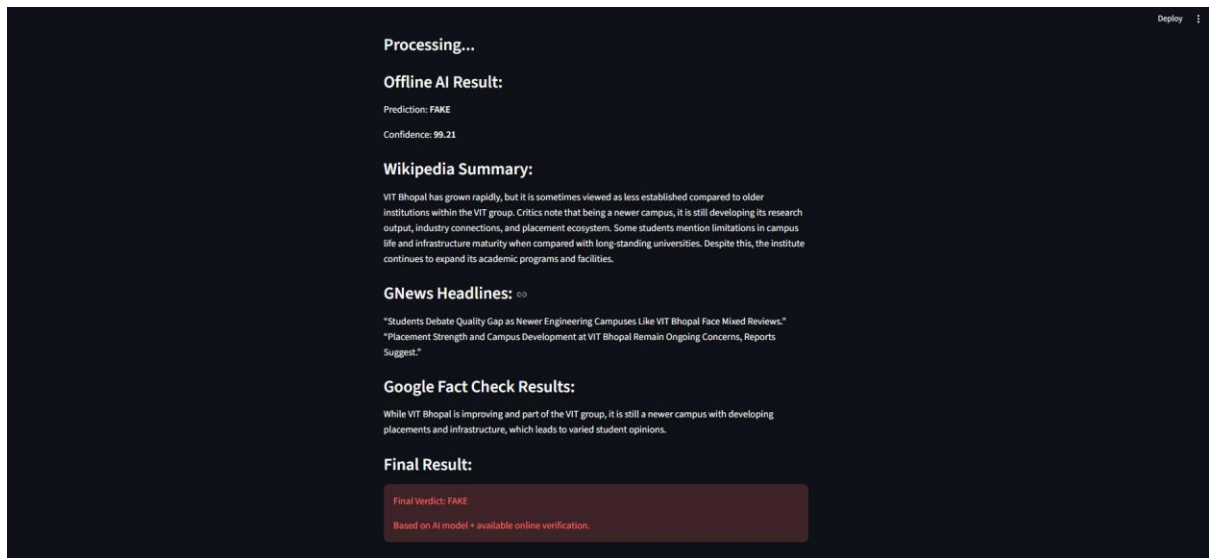 Deploy
Processing...
Offline AI Result:
Prediction: FAKE
Confidence: 99.21
Wikipedia Summary:
VIT Bhopal has grown rapidly, but it is sometimes viewed as less established compared to older
institutions within the VIT group. Critics note that being a newer campus, it is still developing its research
output, industry connections, and placement ecosystem. Some students mention limitations in campus
life and infrastructure maturity when compared with long-standing universities. Despite this, the institute
continues to expand its academic programs and facilities.
GNews Headlines:
"Students Debate Quality Gap as Newer Engineering Campuses Like VIT Bhopal Face Mixed Reviews."
"Placement Strength and Campus Development at VIT Bhopal Remain Ongoing Concerns, Reports
Suggest."
Google Fact Check Results:
While VIT Bhopal is improving and part of the VIT group, it is still a newer campus with developing
placements and infrastructure, which leads to varied student opinions.
Final Result:
Final Verdict: FAKE
Based on AI model + available online verification.